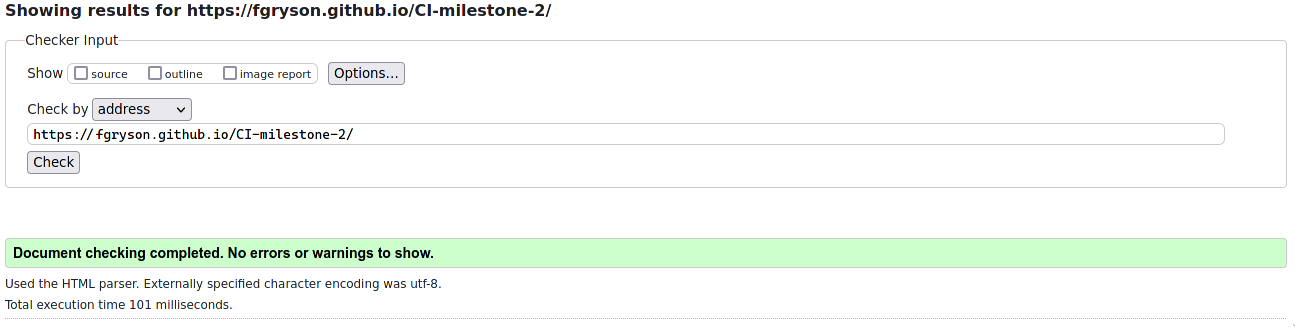 Showing results for https://fgryson.github.io/CI-milestone-2/
Checker Input
Show source outline image report Options...
Check by address
https://fgryson.github.io/CI-milestone-2/
Check
Document checking completed. No errors or warnings to show.
Used the HTML parser. Externally specified character encoding was utf-8.
Total execution time 101 milliseconds.